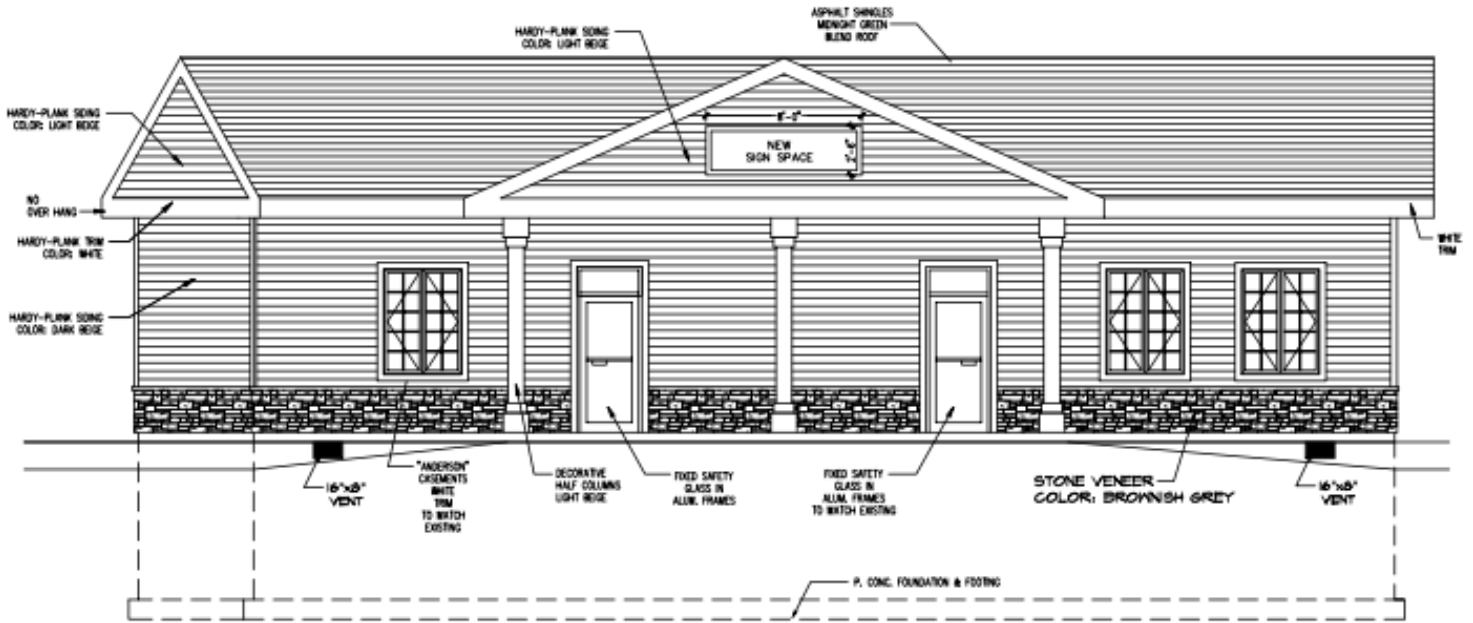 ASPHALT SHINGLES
MIDNIGHT GREEN
BLEND ROOF
HARDY-PLANK SIDING
COLOR: LIGHT BEIGE
HARDY-PLANK SIDING
COLOR: LIGHT BEIGE
8'-0"
NEW
SIGN SPACE
2'-6"
NO
OVER HANG
HARDY-PLANK TRIM
COLOR: WHITE
WHITE
TRIM
HARDY-PLANK SIDING
COLOR: DARK BEIGE
16"x8"
VENT
"ANDERSON"
CASEMENTS
WHITE
TRIM
TO MATCH
EXISTING
DECORATIVE
HALF COLUMNS
LIGHT BEIGE
FIXED SAFETY
GLASS IN
ALUM. FRAMES
FIXED SAFETY
GLASS IN
ALUM. FRAMES
TO MATCH EXISTING
STONE VENEER
COLOR: BROWNISH GREY
16"x8"
VENT
P. CONC. FOUNDATION & FOOTING